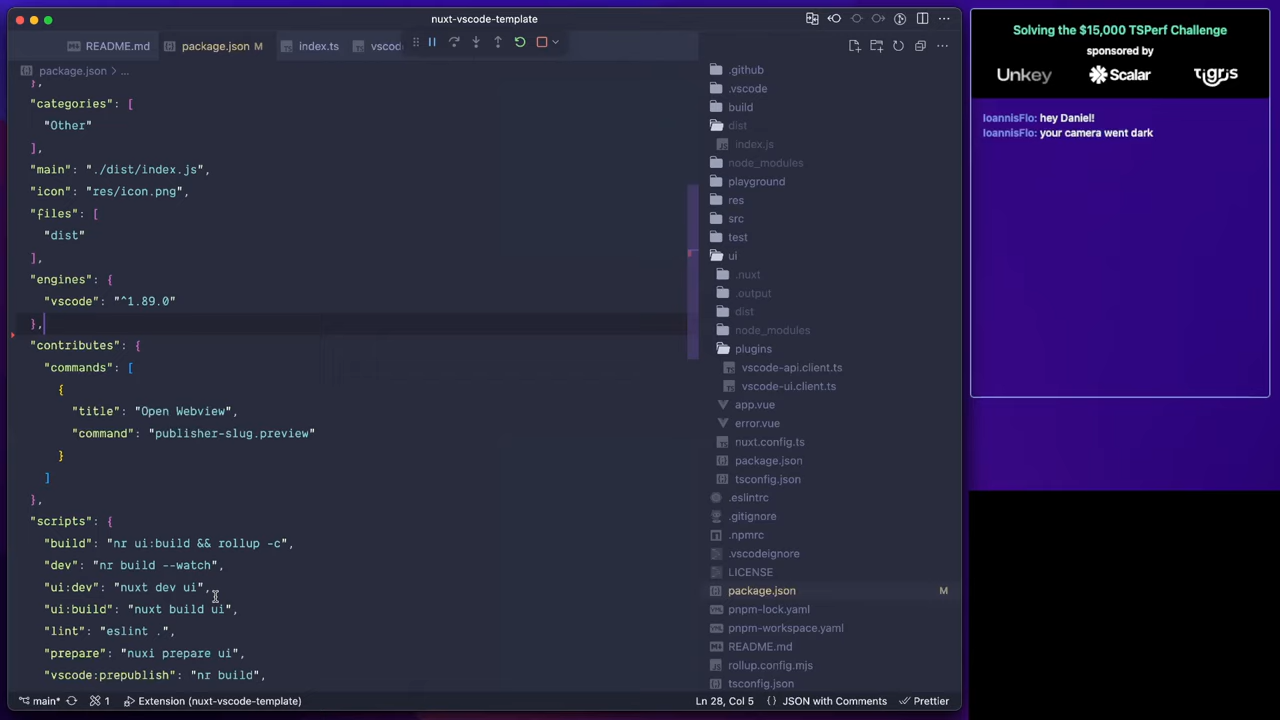 nuxt-vscode-template
README.md
package.json M
index.ts
vscod
package.json > ...
},
"categories": [
"Other"
],
"main": "./dist/index.js",
"icon": "res/icon.png",
"files": [
"dist"
],
"engines": {
"vscode": "^1.89.0"
},
"contributes": {
"commands": [
{
"title": "Open Webview",
"command": "publisher-slug.preview"
}
]
},
"scripts": {
"build": "nr ui:build && rollup -c",
"dev": "nr build --watch",
"ui:dev": "nuxt dev ui",
"ui:build": "nuxt build ui",
"lint": "eslint .",
"prepare": "nuxi prepare ui",
"vscode:prepublish": "nr build",
main*
1
Extension (nuxt-vscode-template)
Ln 28, Col 5
{} JSON with Comments
Prettier
.github
.vscode
build
dist
index.js
node_modules
playground
res
src
test
ui
.nuxt
.output
dist
node_modules
plugins
vscode-api.client.ts
vscode-ui.client.ts
app.vue
error.vue
nuxt.config.ts
package.json
tsconfig.json
.eslintrc
.gitignore
.npmrc
.vscodeignore
LICENSE
package.json M
pnpm-lock.yaml
pnpm-workspace.yaml
README.md
rollup.config.mjs
tsconfig.json
Solving the $15,000 TSPerf Challenge
sponsored by
Unkey
Scalar
tigris
IoannisFlo: hey Daniel!
IoannisFlo: your camera went dark